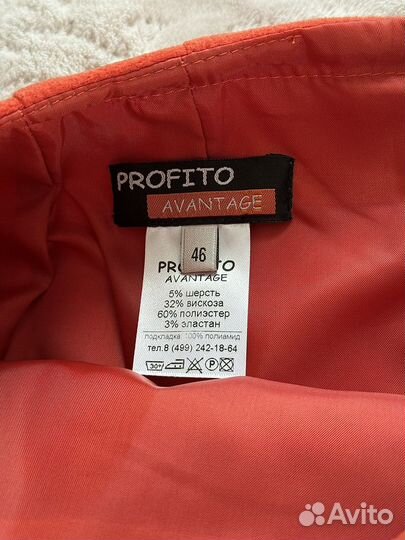 PROFITO
AVANTAGE
46
PROFITO
AVANTAGE
5% шерсть
32% вискоза
60% полиэстер
3% эластан
подкладка: 100% полиамид
тел.8 (499) 242-18-64
30°
P
Avito